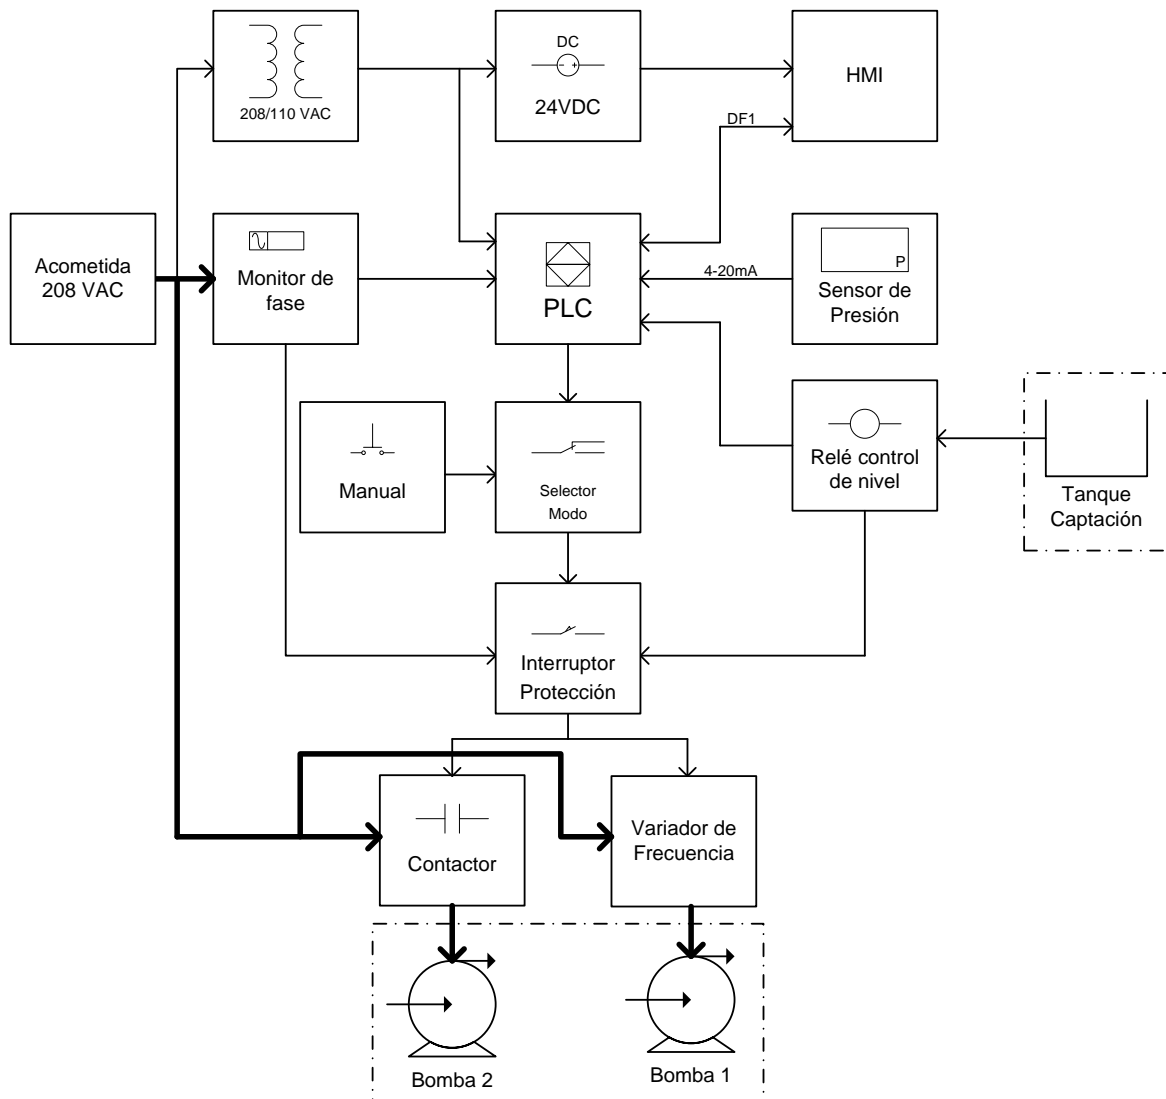 DC
208/110 VAC
24VDC
HMI
DF1
Acometida
208 VAC
Monitor de
fase
PLC
4-20mA
P
Sensor de
Presión
Manual
Selector
Modo
Relé control
de nivel
Tanque
Captación
Interruptor
Protección
Contactor
Variador de
Frecuencia
Bomba 2
Bomba 1